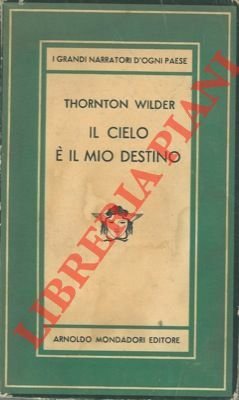 I GRANDI NARRATORI D'OGNI PAESE
THORNTON WILDER
IL CIELO
È IL MIO DESTINO
ARNOLDO MONDADORI EDITORE
LIBRERIA PIANI